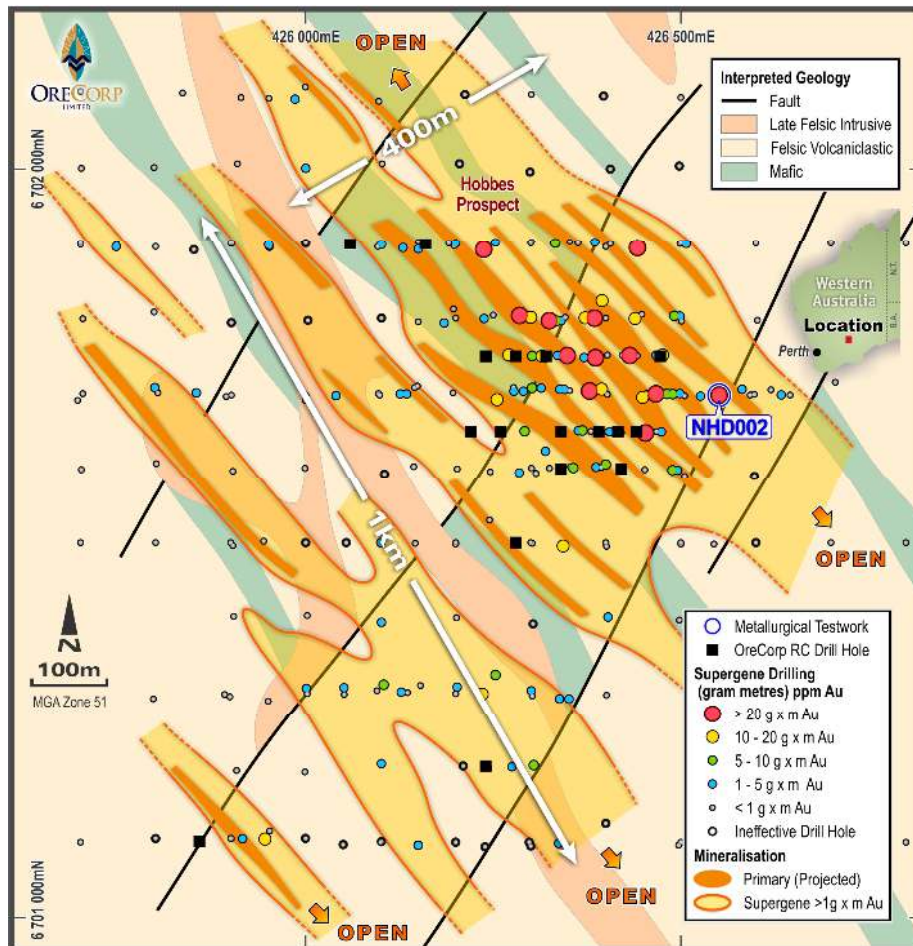 426 000mE
426 500mE
ORECORP
LIMITED
OPEN
400m
6 702 000mN
Hobbes
Prospect
Interpreted Geology
Fault
Late Felsic Intrusive
Felsic Volcaniclastic
Mafic
Western
Australia
N.T.
S.A.
Location
Perth
NHD002
1km
OPEN
N
100m
MGA Zone 51
Metallurgical Testwork
OreCorp RC Drill Hole
Supergene Drilling
(gram metres) ppm Au
> 20 g x m Au
10 - 20 g x m Au
5 - 10 g x m Au
1 - 5 g x m Au
< 1 g x m Au
Ineffective Drill Hole
Mineralisation
Primary (Projected)
Supergene >1g x m Au
OPEN
OPEN
6 701 000mN